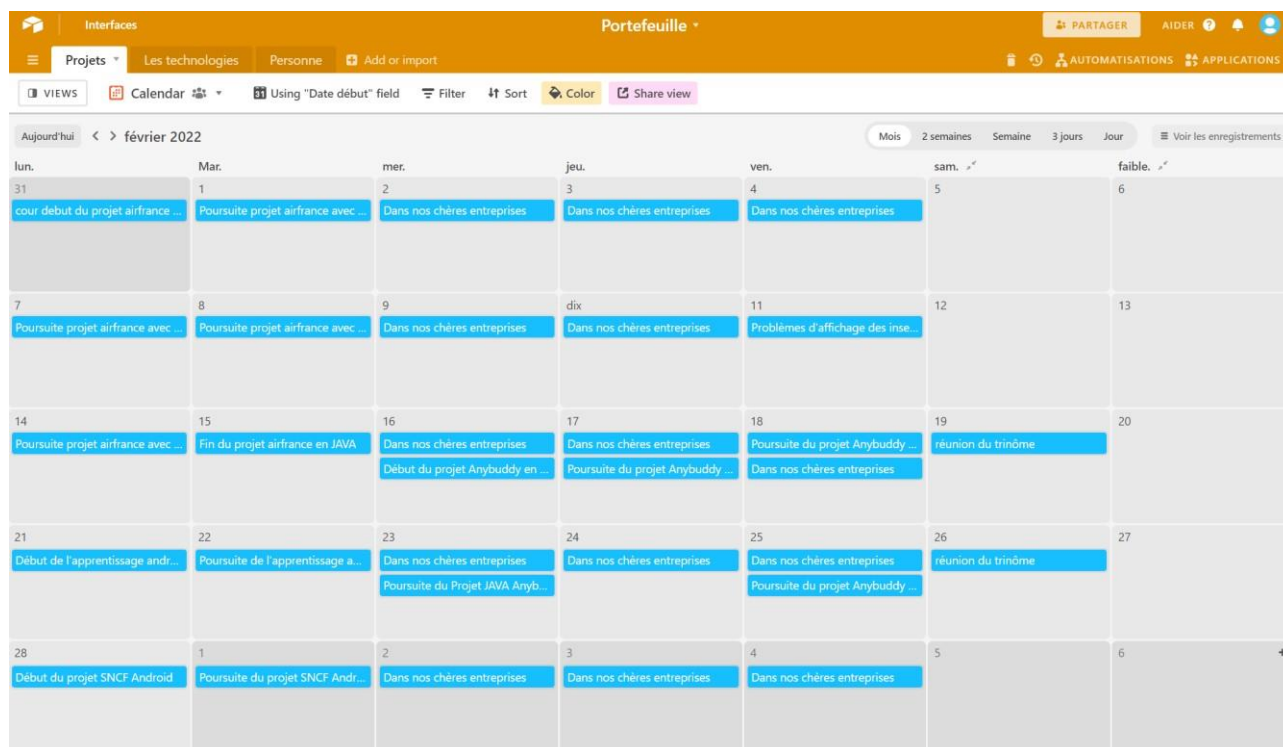 Interfaces
Portefeuille
PARTAGER
AIDER
Projets
Les technologies
Personne
Add or import
AUTOMATISATIONS
APPLICATIONS
VIEWS
Calendar
31 Using "Date début" field
Filter
Sort
Color
Share view
Aujourd'hui
février 2022
Mois
2 semaines
Semaine
3 jours
Jour
Voir les enregistrements
lun. Mar. mer. jeu. ven. sam. faible.
31 1 2 3 4 5 6
cour debut du projet airfrance ...
Poursuite projet airfrance avec ...
Dans nos chères entreprises
Dans nos chères entreprises
Dans nos chères entreprises
7 8 9 dix 11 12 13
Poursuite projet airfrance avec ...
Poursuite projet airfrance avec ...
Dans nos chères entreprises
Dans nos chères entreprises
Problèmes d'affichage des inse...
14 15 16 17 18 19 20
Poursuite projet airfrance avec ...
Fin du projet airfrance en JAVA
Dans nos chères entreprises
Dans nos chères entreprises
Poursuite du projet Anybuddy ...
réunion du trinôme
Début du projet Anybuddy en ...
Poursuite du projet Anybuddy ...
Dans nos chères entreprises
21 22 23 24 25 26 27
Début de l'apprentissage andr...
Poursuite de l'apprentissage a...
Dans nos chères entreprises
Dans nos chères entreprises
Dans nos chères entreprises
réunion du trinôme
Poursuite du Projet JAVA Anyb...
Poursuite du projet Anybuddy ...
28 1 2 3 4 5 6
Début du projet SNCF Android
Poursuite du projet SNCF Andr...
Dans nos chères entreprises
Dans nos chères entreprises
Dans nos chères entreprises